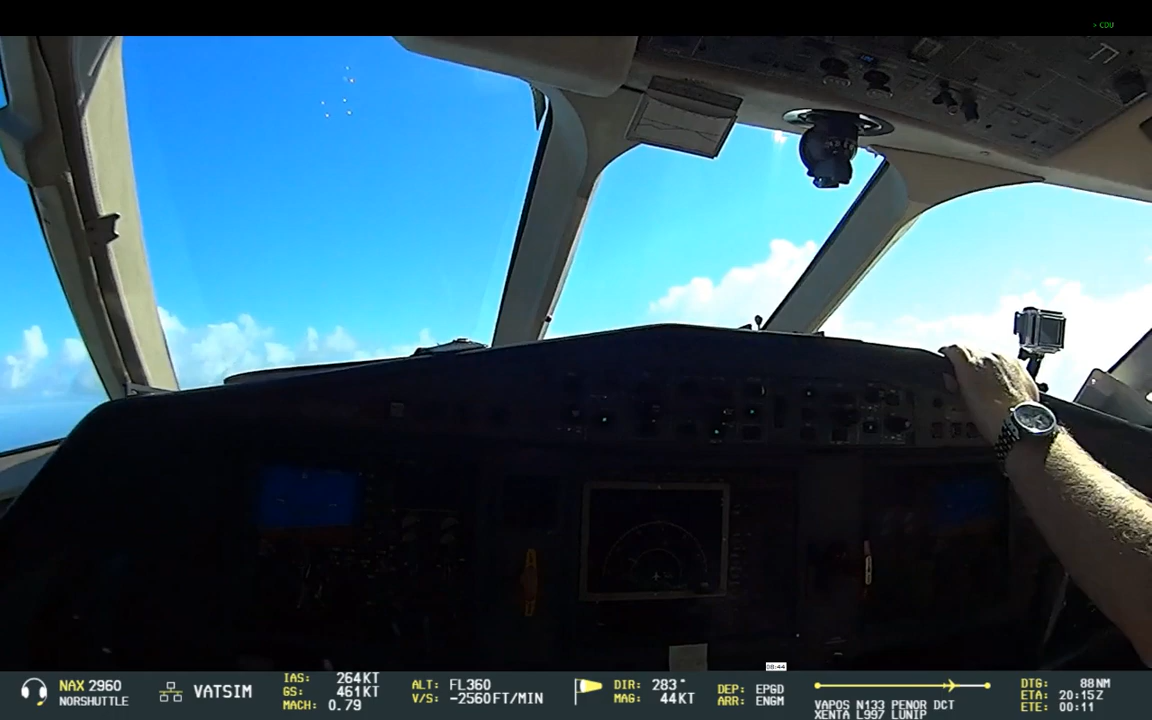 > CDU
08:44
NAX 2960
NORSHUTTLE
VATSIM
IAS: 264KT
GS: 461KT
MACH: 0.79
ALT: FL360
V/S: -2560FT/MIN
DIR: 283°
MAG: 44KT
DEP: EPGD
ARR: ENGM
VAPOS N133 PENOR DCT
XENTA L997 LUNIP
DTG: 88NM
ETA: 20:15Z
ETE: 00:11